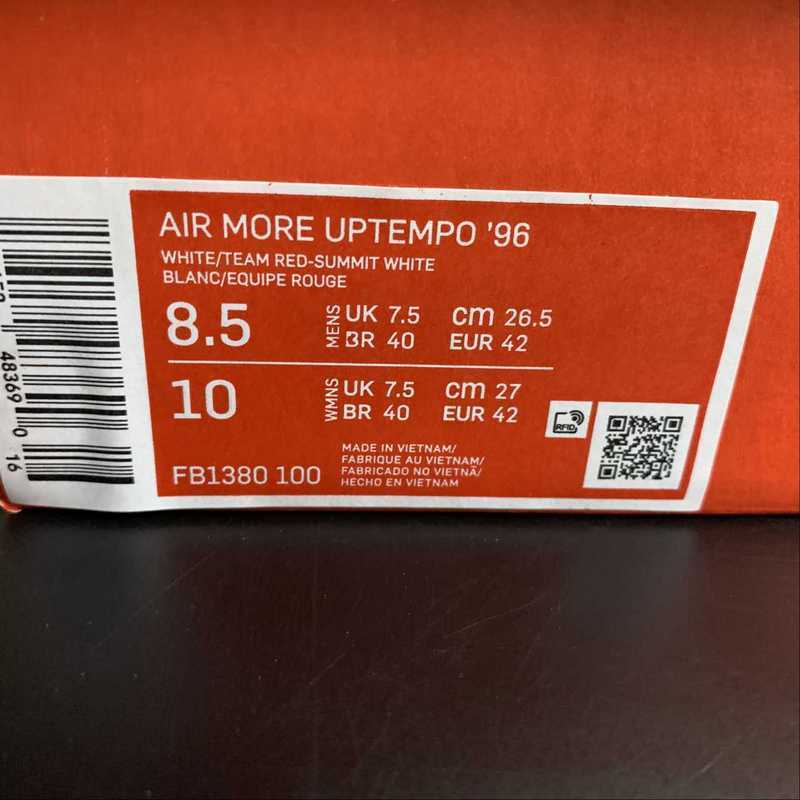 AIR MORE UPTEMPO '96
WHITE/TEAM RED-SUMMIT WHITE
BLANC/EQUIPE ROUGE
8.5
MENS
UK 7.5 cm 26.5
BR 40 EUR 42
10
WMNS
UK 7.5 cm 27
BR 40 EUR 42
RFID
FB1380 100
MADE IN VIETNAM/
FABRIQUE AU VIETNAM/
FABRICADO NO VIETNÃ/
HECHO EN VIETNAM
48369 0 16